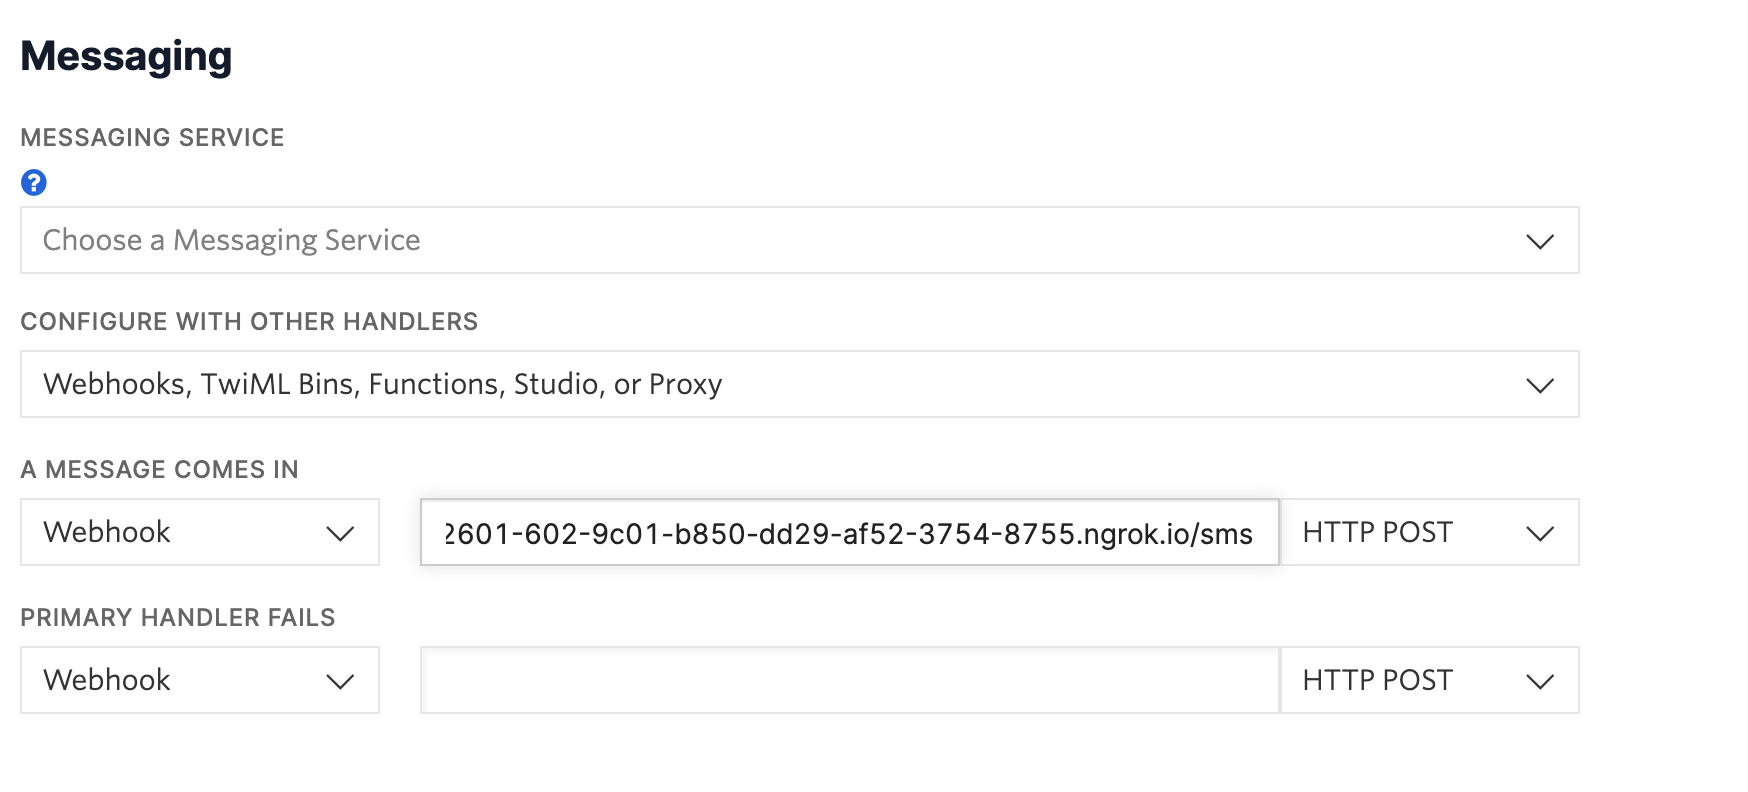 Messaging
MESSAGING SERVICE
?
Choose a Messaging Service
CONFIGURE WITH OTHER HANDLERS
Webhooks, TwiML Bins, Functions, Studio, or Proxy
A MESSAGE COMES IN
Webhook 2601-602-9c01-b850-dd29-af52-3754-8755.ngrok.io/sms HTTP POST
PRIMARY HANDLER FAILS
Webhook HTTP POST